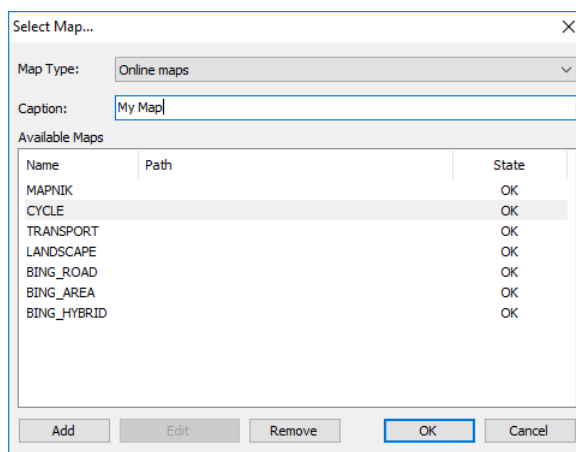 Select Map...
Map Type: Online maps
Caption: My Map
Available Maps
Name Path State
MAPNIK OK
CYCLE OK
TRANSPORT OK
LANDSCAPE OK
BING_ROAD OK
BING_AREA OK
BING_HYBRID OK
Add Edit Remove OK Cancel